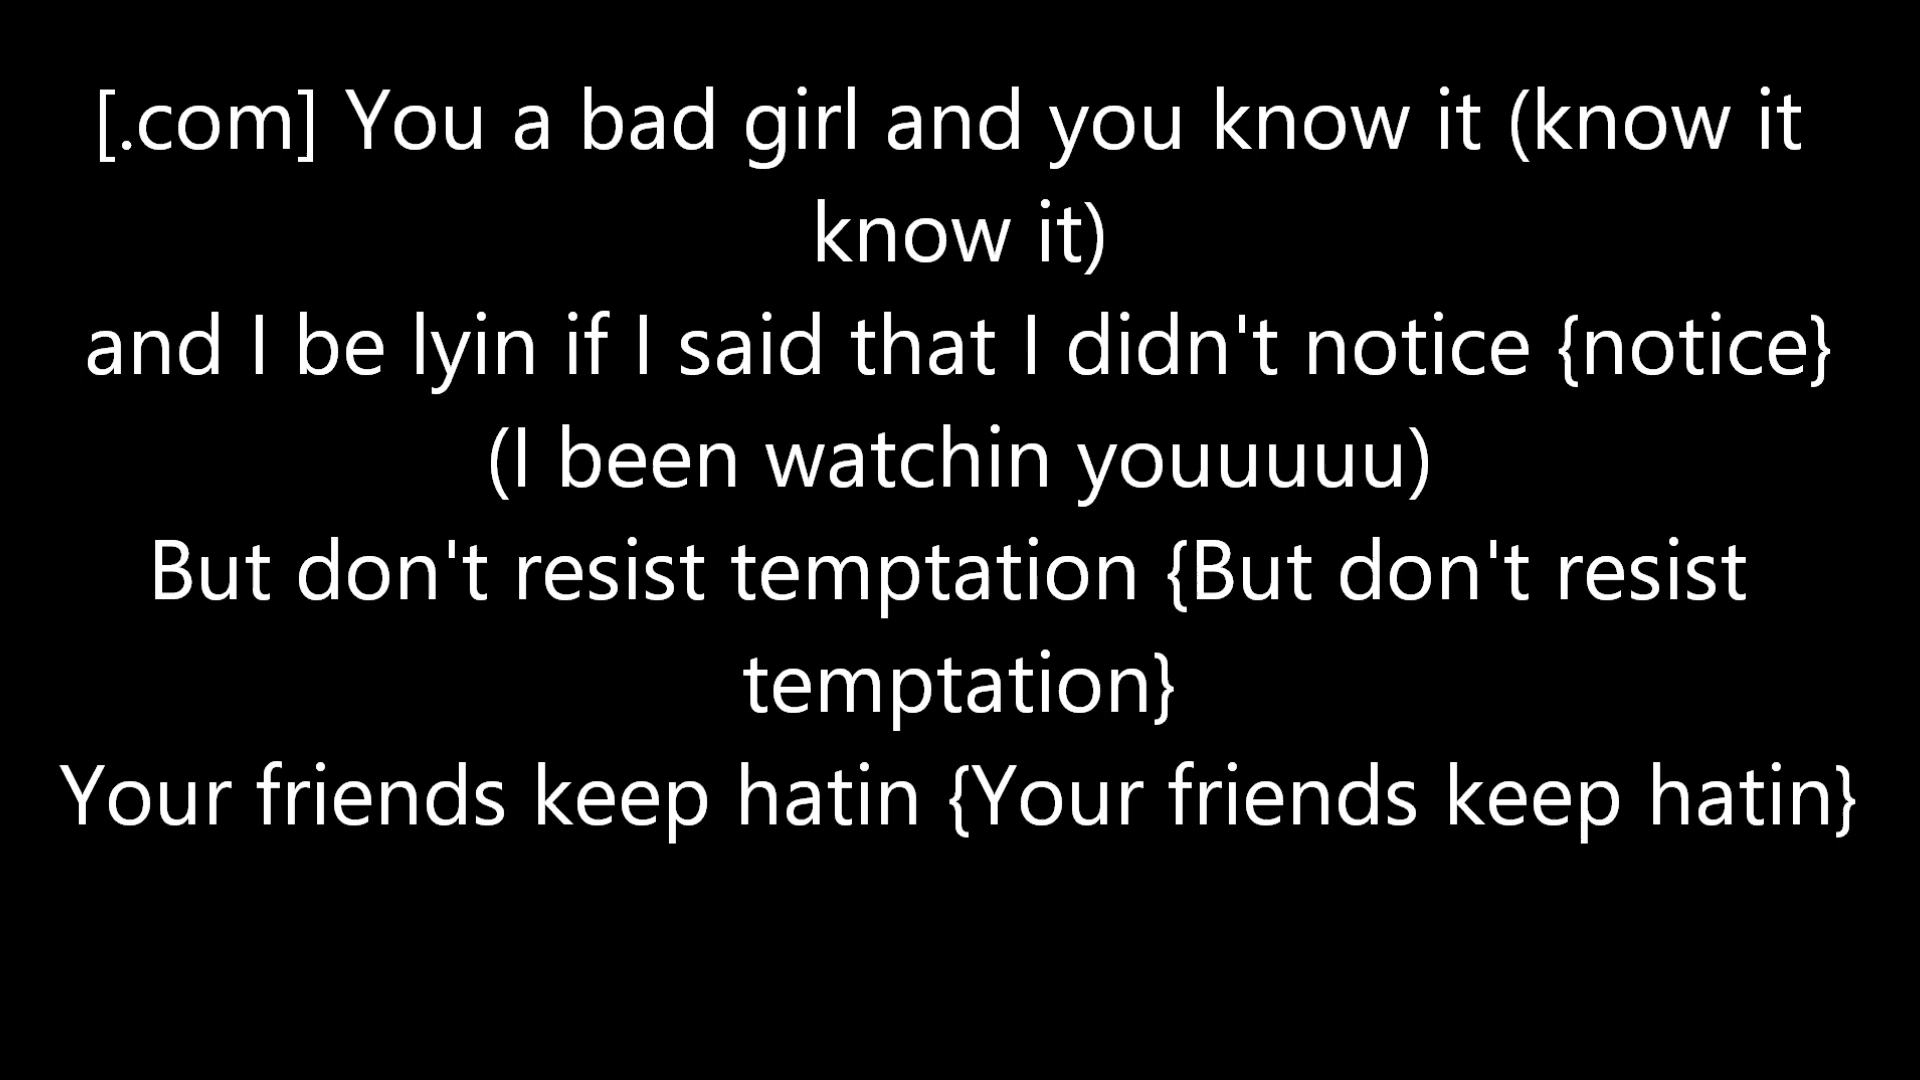 [.com] You a bad girl and you know it (know it
know it)
and I be lyin if I said that I didn't notice {notice}
(I been watchin youuuuu)
But don't resist temptation {But don't resist
temptation}
Your friends keep hatin {Your friends keep hatin}